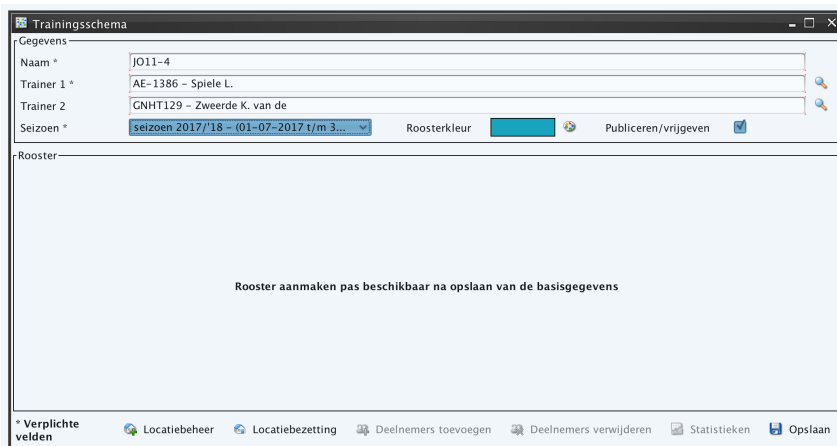 Trainingsschema
Gegevens
Naam * JO11-4
Trainer 1 * AE-1386 - Spiele L.
Trainer 2 GNHT129 - Zweerde K. van de
Seizoen * seizoen 2017/'18 - (01-07-2017 t/m 3... Roosterkleur Publiceren/vrijgeven
Rooster
Rooster aanmaken pas beschikbaar na opslaan van de basisgegevens
* Verplichte
velden
Locatiebeheer Locatiebezetting Deelnemers toevoegen Deelnemers verwijderen Statistieken Opslaan